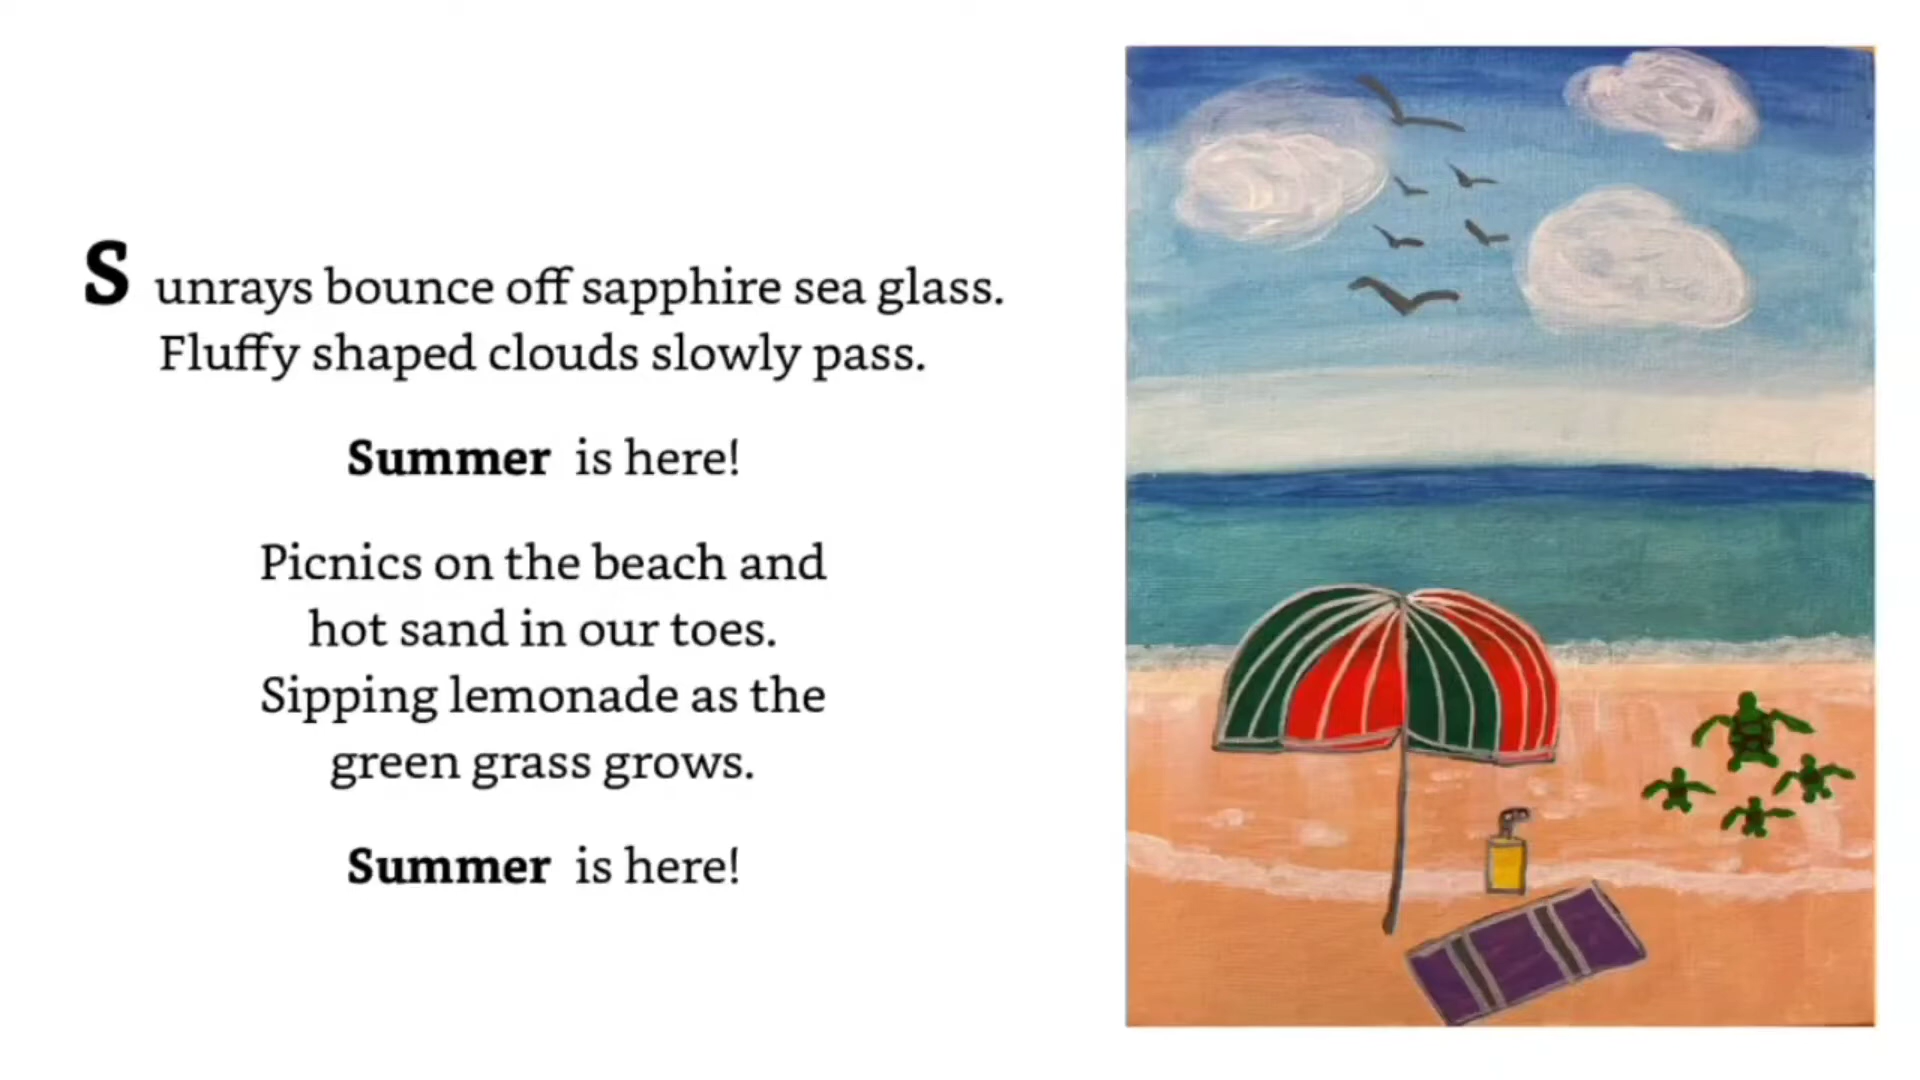 Sunrays bounce off sapphire sea glass.
Fluffy shaped clouds slowly pass.
Summer is here!
Picnics on the beach and
hot sand in our toes.
Sipping lemonade as the
green grass grows.
Summer is here!